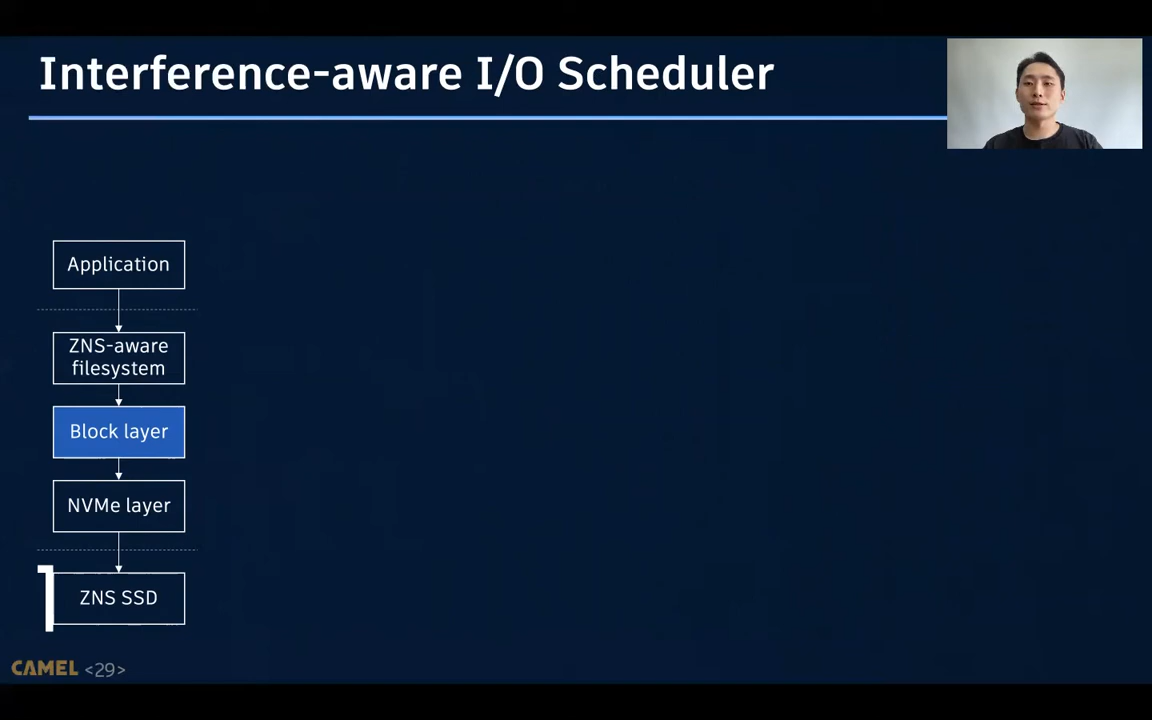 Interference-aware I/O Scheduler
Application
ZNS-aware
filesystem
Block layer
NVMe layer
ZNS SSD
CAMEL <29>